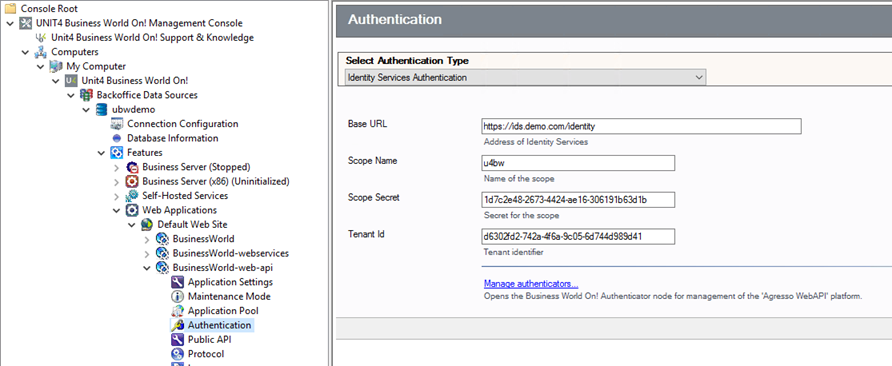 Console Root
UNIT4 Business World On! Management Console
Unit4 Business World On! Support & Knowledge
Computers
My Computer
U4 Unit4 Business World On!
Backoffice Data Sources
ubwdemo
Connection Configuration
Database Information
Features
Business Server (Stopped)
Business Server (x86) (Uninitialized)
Self-Hosted Services
Web Applications
Default Web Site
BusinessWorld
BusinessWorld-webservices
BusinessWorld-web-api
Application Settings
Maintenance Mode
Application Pool
Authentication
Public API
Protocol
Authentication
Select Authentication Type
Identity Services Authentication
Base URL
https://ids.demo.com/identity
Address of Identity Services
Scope Name
u4bw
Name of the scope
Scope Secret
1d7c2e48-2673-4424-ae16-306191b63d1b
Secret for the scope
Tenant Id
d6302fd2-742a-4f6a-9c05-6d744d989d41
Tenant identifier
Manage authenticators...
Opens the Business World On! Authenticator node for management of the 'Agresso WebAPI' platform.